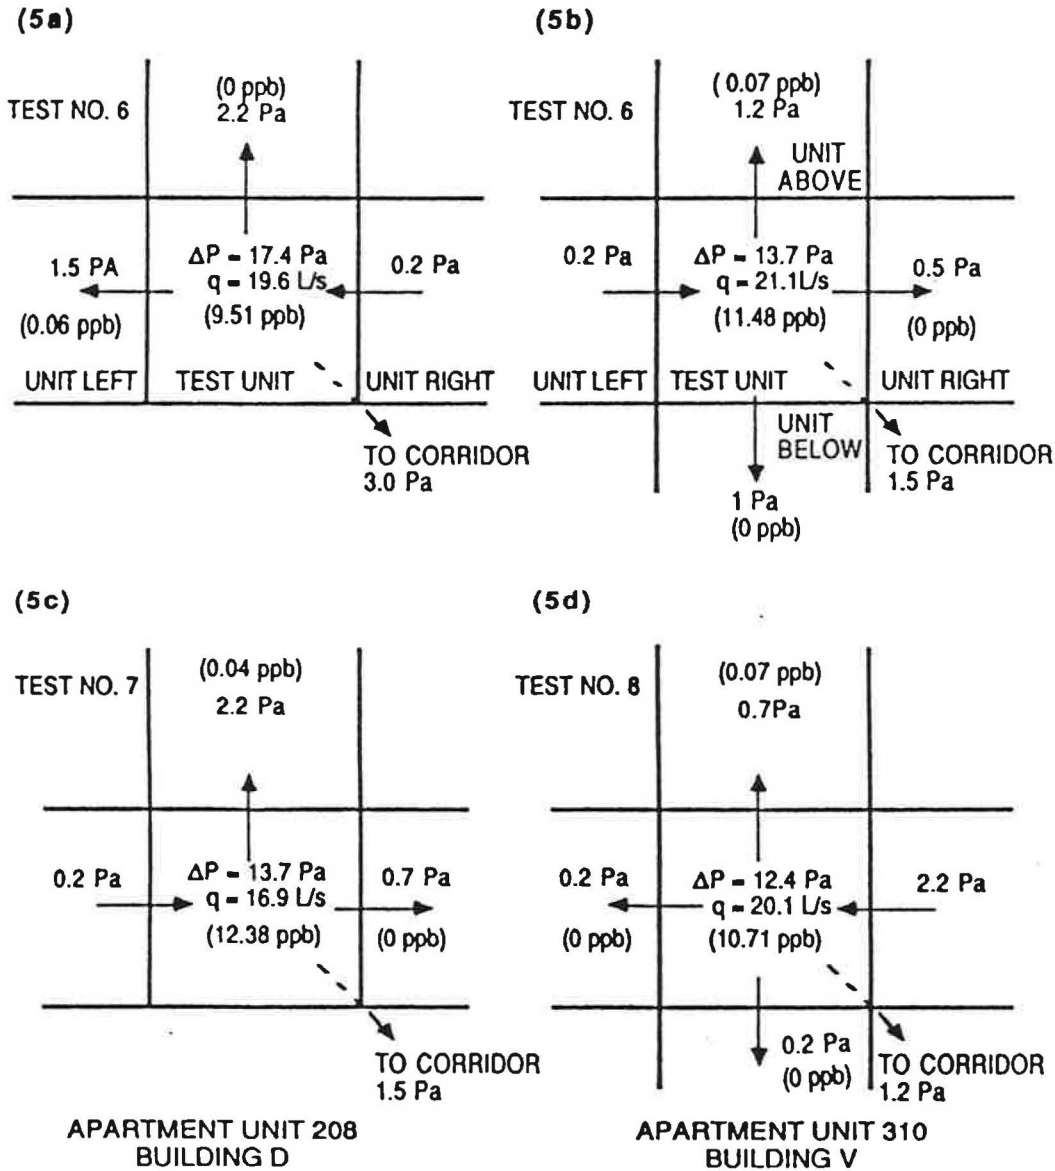 (5a)
TEST NO. 6
(0 ppb)
2.2 Pa
1.5 PA
(0.06 ppb)
ΔP = 17.4 Pa
q = 19.6 L/s
(9.51 ppb)
0.2 Pa
UNIT LEFT
TEST UNIT
UNIT RIGHT
TO CORRIDOR
3.0 Pa
(5b)
TEST NO. 6
(0.07 ppb)
1.2 Pa
UNIT
ABOVE
0.2 Pa
ΔP = 13.7 Pa
q = 21.1L/s
(11.48 ppb)
0.5 Pa
(0 ppb)
UNIT LEFT
TEST UNIT
UNIT RIGHT
UNIT
BELOW
TO CORRIDOR
1.5 Pa
1 Pa
(0 ppb)
(5c)
TEST NO. 7
(0.04 ppb)
2.2 Pa
0.2 Pa
ΔP = 13.7 Pa
q = 16.9 L/s
(12.38 ppb)
0.7 Pa
(0 ppb)
TO CORRIDOR
1.5 Pa
APARTMENT UNIT 208
BUILDING D
(5d)
TEST NO. 8
(0.07 ppb)
0.7Pa
0.2 Pa
(0 ppb)
ΔP = 12.4 Pa
q = 20.1 L/s
(10.71 ppb)
2.2 Pa
0.2 Pa
(0 ppb)
TO CORRIDOR
1.2 Pa
APARTMENT UNIT 310
BUILDING V